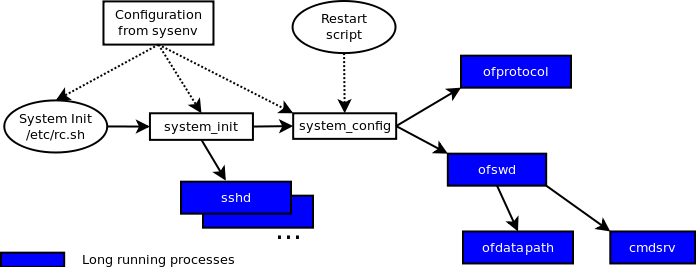 Configuration
from sysenv
Restart
script
ofprotocol
System Init
/etc/rc.sh
system_init
system_config
ofswd
sshd
...
ofdatapath
cmdsrv
Long running processes